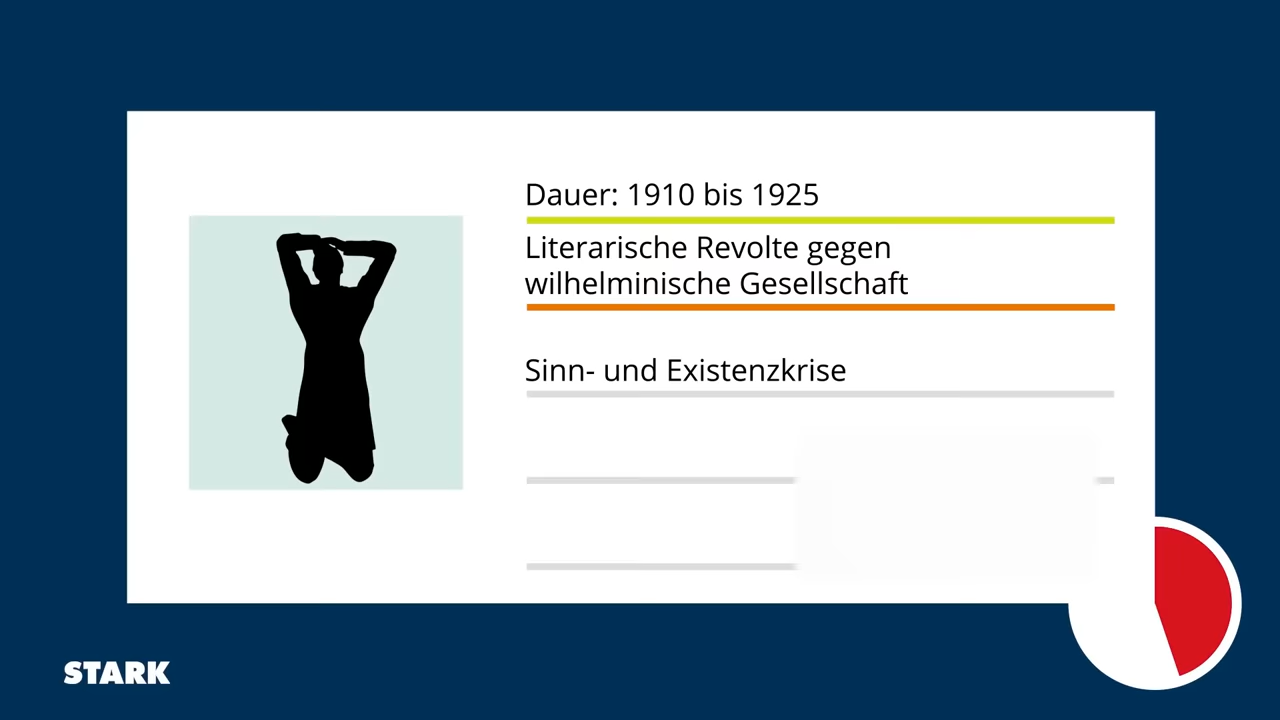 Dauer: 1910 bis 1925
Literarische Revolte gegen
wilhelminische Gesellschaft
Sinn- und Existenzkrise
STARK